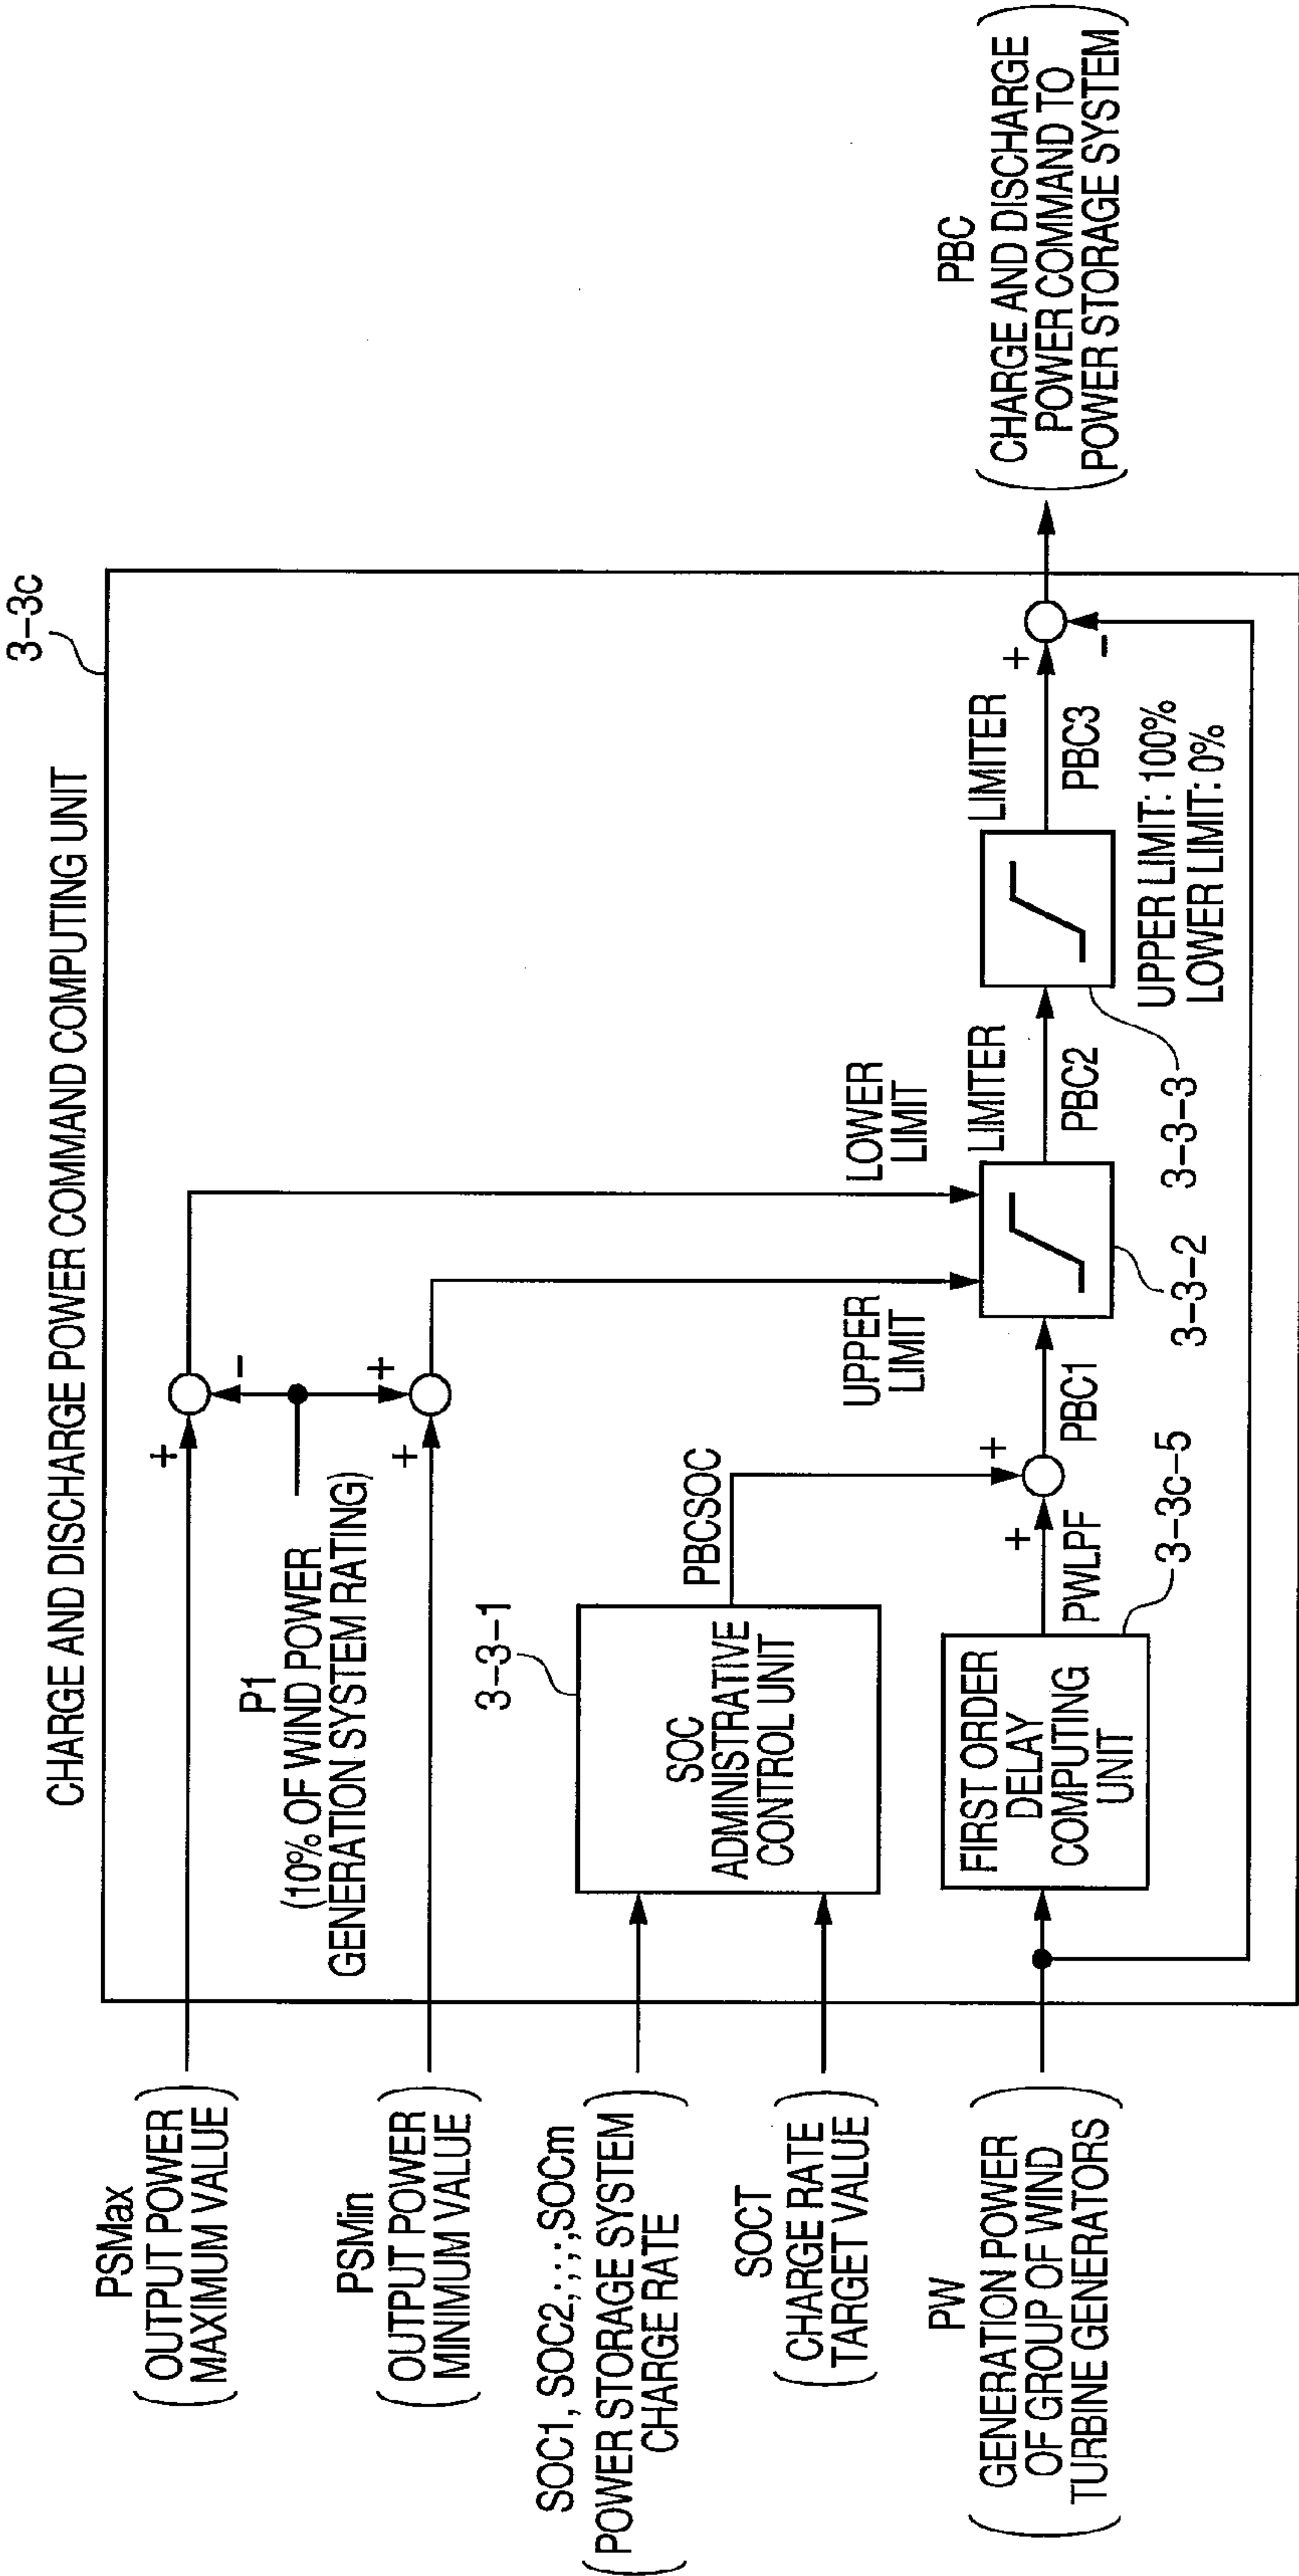 CHARGE AND DISCHARGE POWER COMMAND COMPUTING UNIT
3-3c
PSMax
OUTPUT POWER
MAXIMUM VALUE
PSMin
OUTPUT POWER
MINIMUM VALUE
SOC1, SOC2,;;;,SOCm
POWER STORAGE SYSTEM
CHARGE RATE
SOCT
CHARGE RATE
TARGET VALUE
PW
GENERATION POWER
OF GROUP OF WIND
TURBINE GENERATORS
P1
(10% OF WIND POWER
GENERATION SYSTEM RATING)
+
-
+
+
3-3-1
SOC
ADMINISTRATIVE
CONTROL UNIT
PBCSOC
FIRST ORDER
DELAY
COMPUTING
UNIT
3-3c-5
PWLPF
+
+
PBC1
UPPER
LIMIT
LOWER
LIMIT
LIMITER
3-3-2
PBC2
LIMITER
3-3-3
UPPER LIMIT: 100%
LOWER LIMIT: 0%
PBC3
+
-
PBC
CHARGE AND DISCHARGE
POWER COMMAND TO
POWER STORAGE SYSTEM